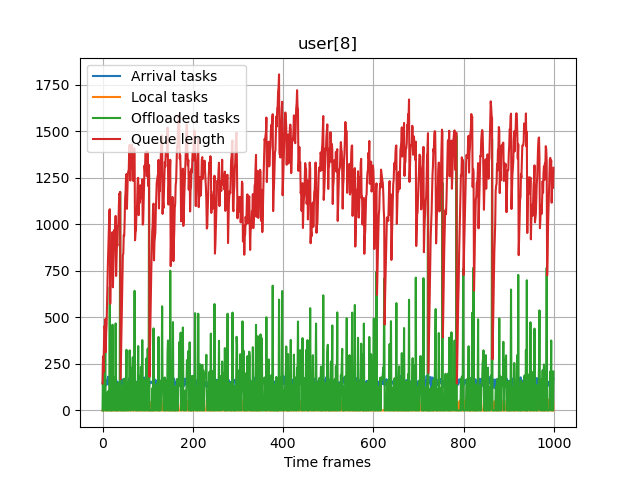 user[8]
Arrival tasks
Local tasks
Offloaded tasks
Queue length
1750
1500
1250
1000
750
500
250
0
0 200 400 600 800 1000
Time frames